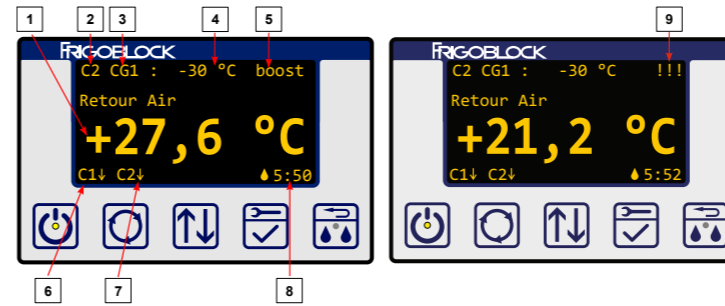 1
2
3
4
5
9
FRIGOBLOCK
C2 CG1 : -30 °C boost
Retour Air
+27,6 °C
C1↓ C2↓ 5:50
FRIGOBLOCK
C2 CG1 : -30 °C !!!
Retour Air
+21,2 °C
C1↓ C2↓ 5:52
6
7
8